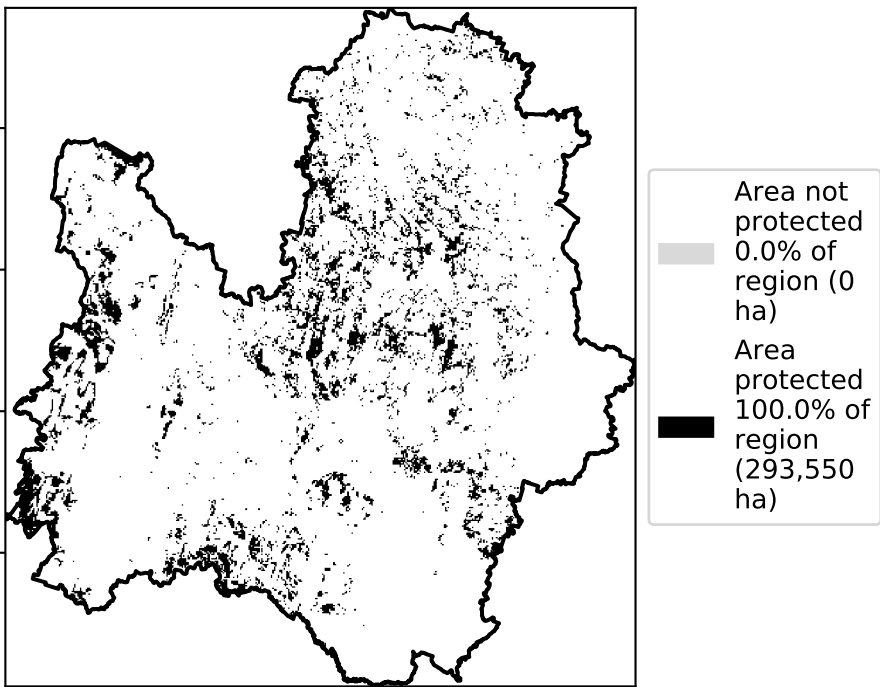 Area not
protected
0.0% of
region (0
ha)
Area
protected
100.0% of
region
(293,550
ha)